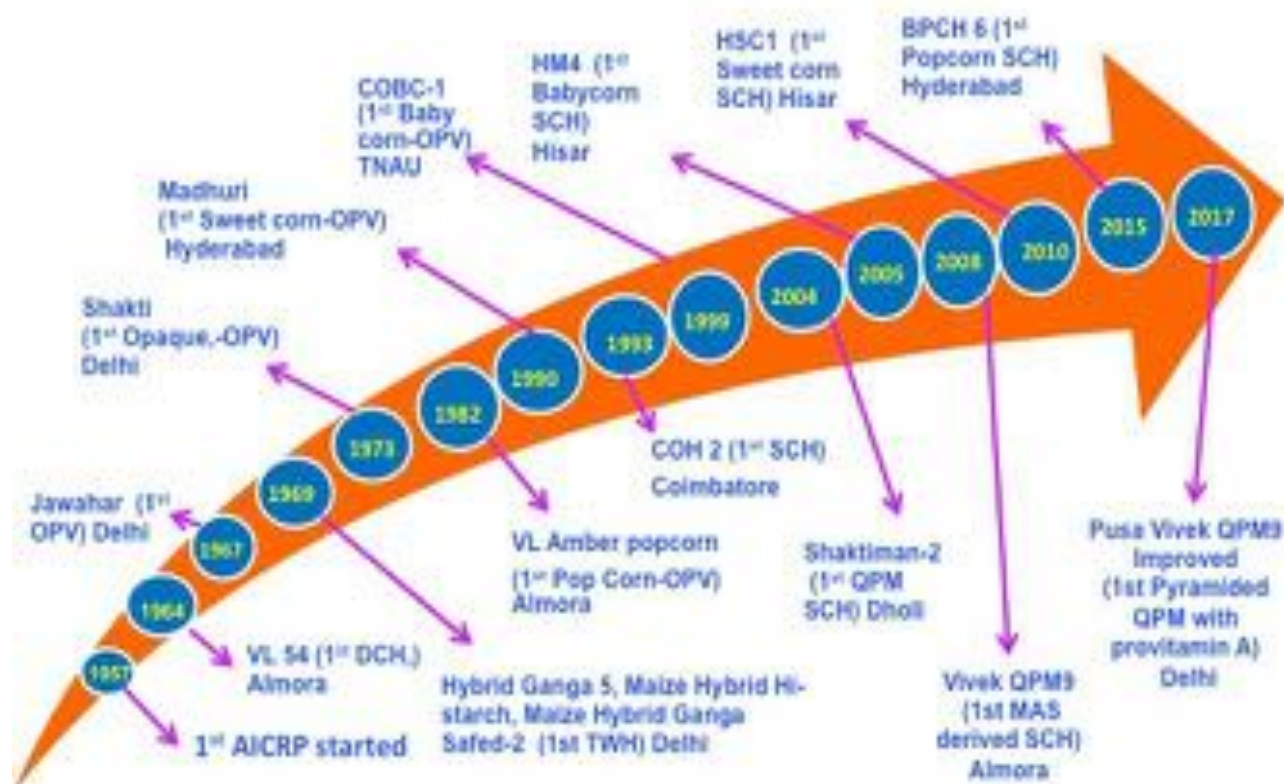 COBC-1
(1st Baby
corn-OPV)
TNAU
HM4 (1st
Babycorn
SCH)
Hisar
HSC1 (1st
Sweet corn
SCH) Hisar
BPCH 6 (1st
Popcorn SCH)
Hyderabad
Madhuri
(1st Sweet corn-OPV)
Hyderabad
Shakti
(1st Opaque,-OPV)
Delhi
Jawahar (1st
OPV) Delhi
1957
1964
1967
1969
1973
1982
1990
1993
1999
2004
2005
2008
2010
2015
2017
1st AICRP started
VL 54 (1st DCH,)
Almora
Hybrid Ganga 5, Maize Hybrid Hi-
starch, Maize Hybrid Ganga
Safed-2 (1st TWH) Delhi
VL Amber popcorn
(1st Pop Corn-OPV)
Almora
COH 2 (1st SCH)
Coimbatore
Shaktiman-2
(1st QPM
SCH) Dholi
Vivek QPM9
(1st MAS
derived SCH)
Almora
Pusa Vivek QPM9
Improved
(1st Pyramided
QPM with
provitamin A)
Delhi